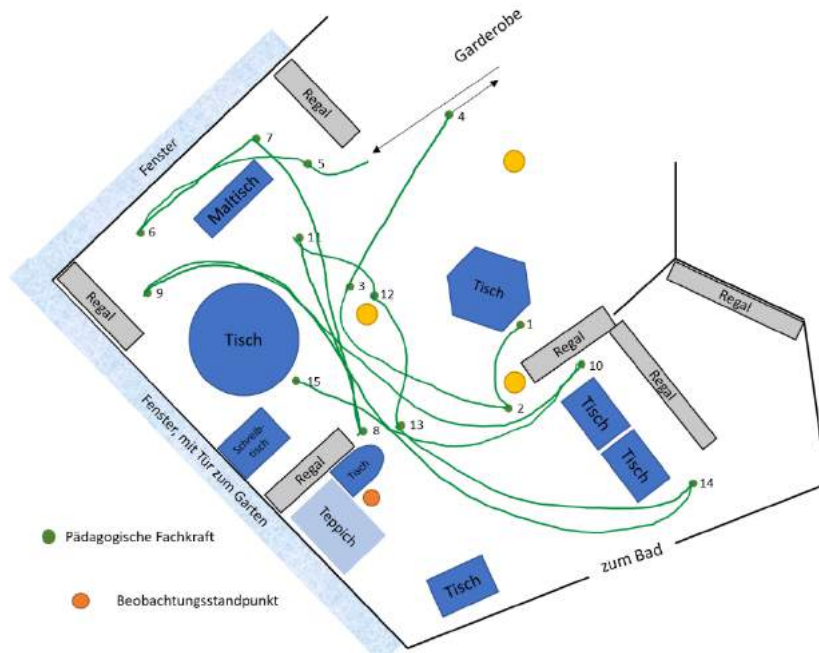 Garderobe
4
Regal
7
5
Fenster
Maltisch
6
11
3
12
9
Regal
Tisch
Tisch
1
Regal
Regal
Regal
10
2
15
13
8
Tisch
Tisch
14
Schreib-
tisch
Regal
Tisch
Teppich
Fenster, mit Tür zum Garten
Pädagogische Fachkraft
zum Bad
Tisch
Beobachtungsstandpunkt